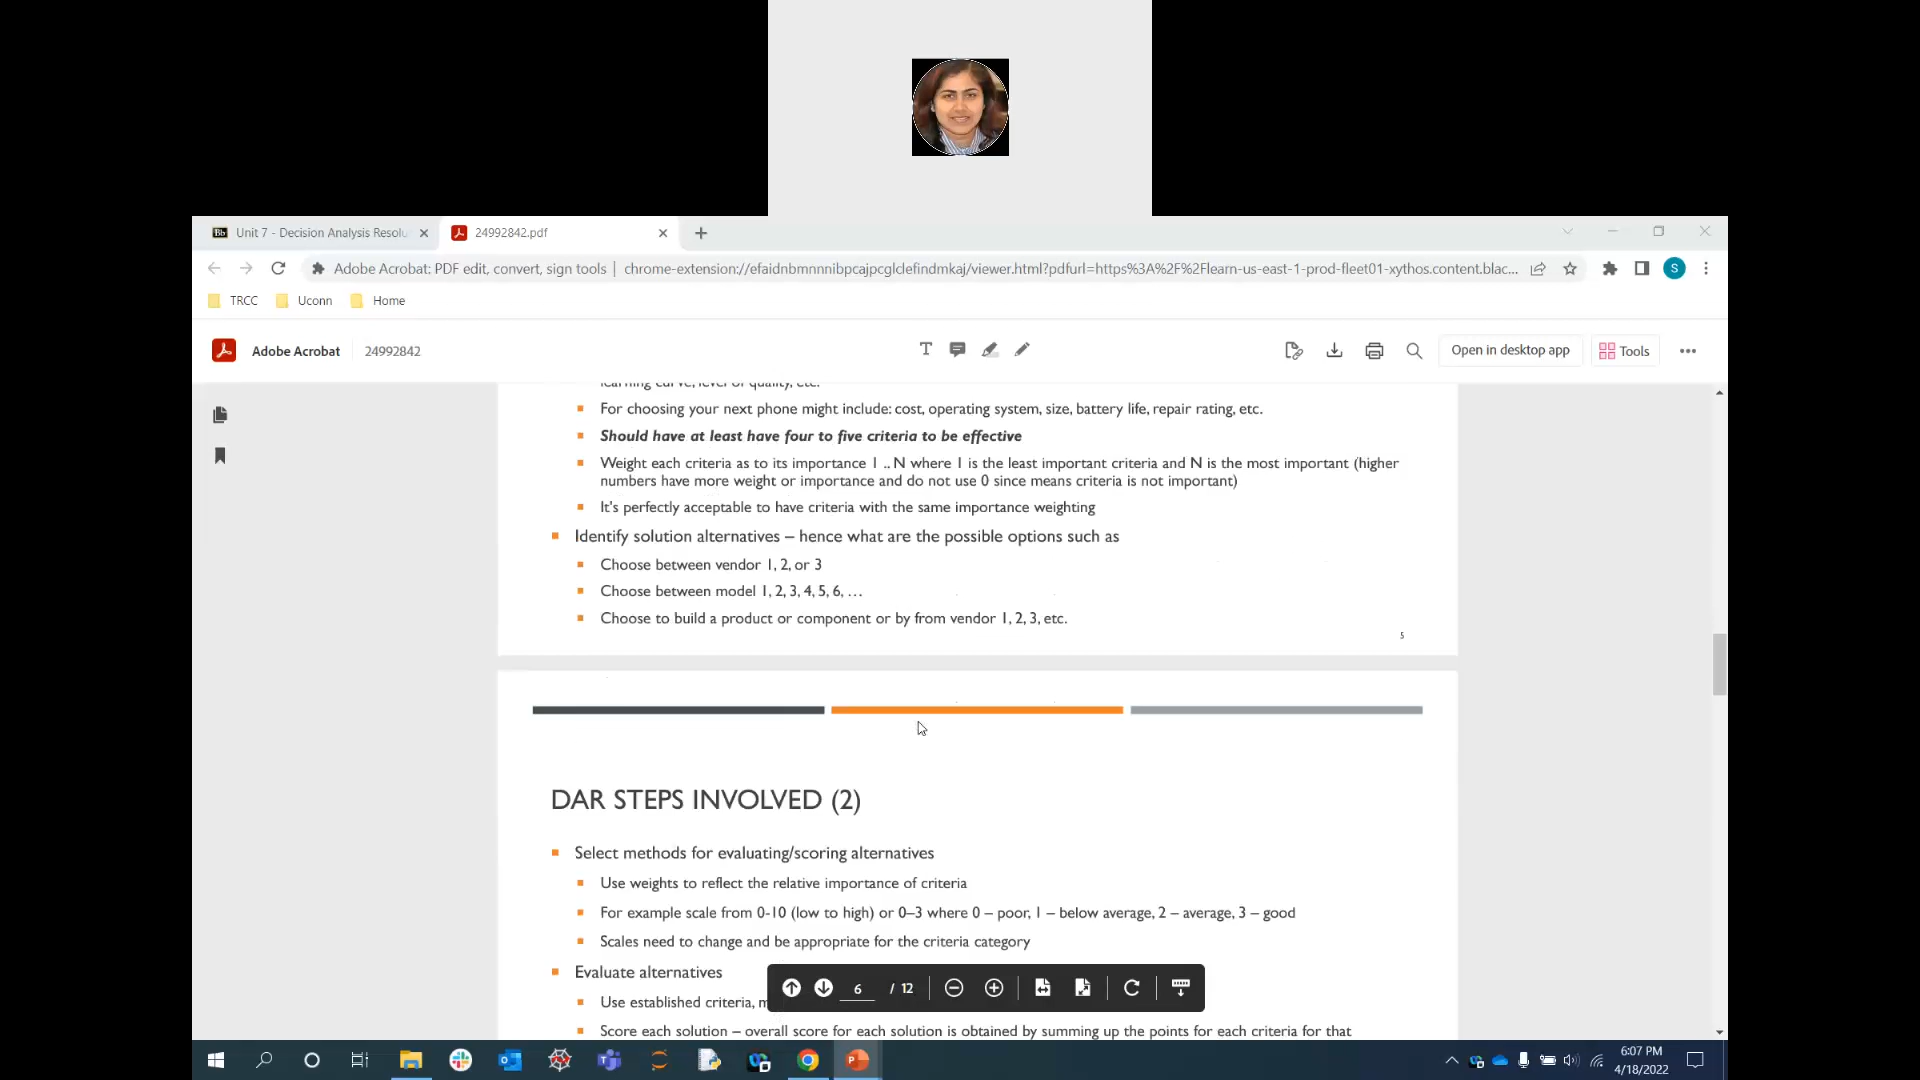 Unit 7 - Decision Analysis Resolu
24992842.pdf
Adobe Acrobat: PDF edit, convert, sign tools | chrome-extension://efaidnbmnnnibpcajpcglclefindmkaj/viewer.html?pdfurl=https%3A%2F%2Flearn-us-east-1-prod-fleet01-xythos.content.blac...
S
TRCC
Uconn
Home
Adobe Acrobat
24992842
Open in desktop app
Tools
learning curve, level of quality, etc.
For choosing your next phone might include: cost, operating system, size, battery life, repair rating, etc.
Should have at least have four to five criteria to be effective
Weight each criteria as to its importance 1 .. N where 1 is the least important criteria and N is the most important (higher
numbers have more weight or importance and do not use 0 since means criteria is not important)
It's perfectly acceptable to have criteria with the same importance weighting
Identify solution alternatives – hence what are the possible options such as
Choose between vendor 1, 2, or 3
Choose between model 1, 2, 3, 4, 5, 6, …
Choose to build a product or component or by from vendor 1, 2, 3, etc.
5
DAR STEPS INVOLVED (2)
Select methods for evaluating/scoring alternatives
Use weights to reflect the relative importance of criteria
For example scale from 0-10 (low to high) or 0–3 where 0 – poor, 1 – below average, 2 – average, 3 – good
Scales need to change and be appropriate for the criteria category
Evaluate alternatives
6 / 12
Use established criteria,
Score each solution – overall score for each solution is obtained by summing up the points for each criteria for that
6:07 PM
4/18/2022